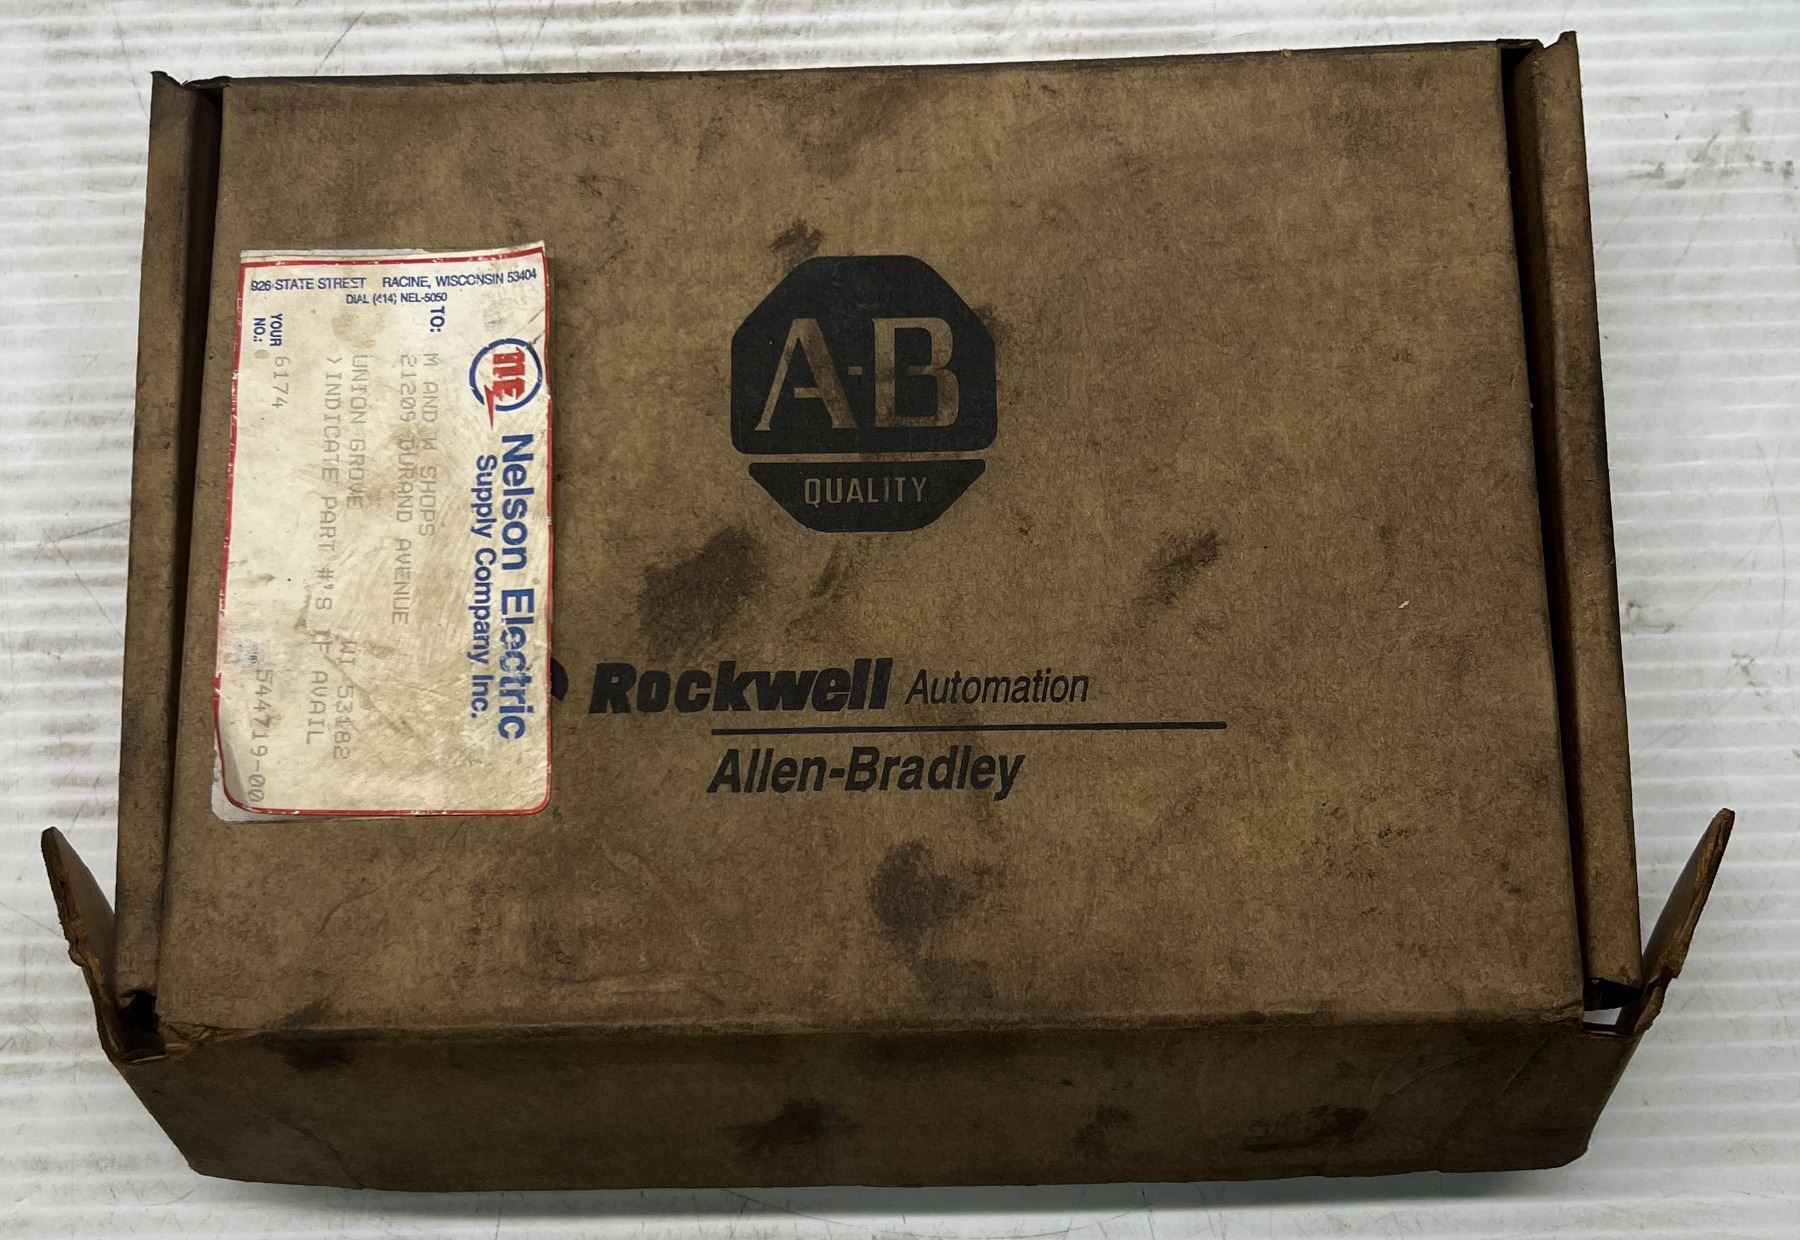 926 STATE STREET RACINE, WISCONSIN 53404
DIAL (414) NEL-5050
NE Nelson Electric
Supply Company Inc.
TO: M AND W SHOPS
21209 DURAND AVENUE
UNION GROVE WI 53182
>INDICATE PART #'S IF AVAIL
YOUR
NO.: 6174
544719-00
A-B
QUALITY
Rockwell Automation
Allen-Bradley